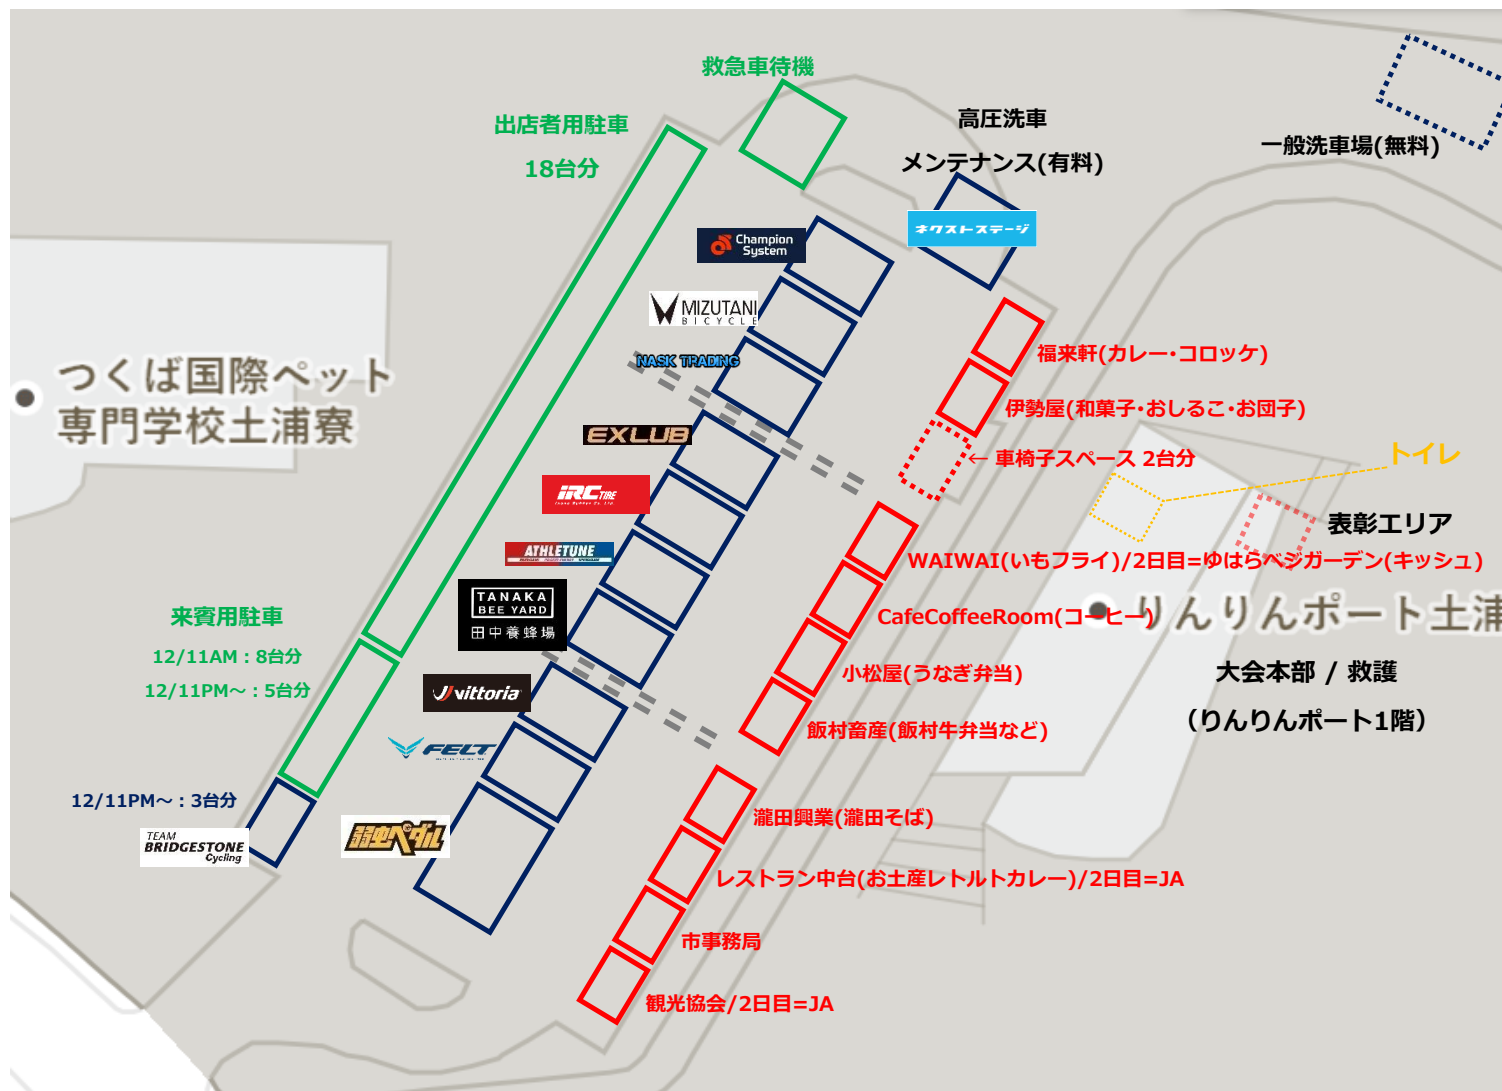 救急車待機
出店者用駐車
18台分
高圧洗車
メンテナンス(有料)
一般洗車場(無料)
ネクストステージ
Champion
System
MIZUTANI
BICYCLE
NASK TRADING
つくば国際ペット
専門学校土浦寮
福来軒(カレー・コロッケ)
伊勢屋(和菓子・おしるこ・お団子)
EXLUB
← 車椅子スペース 2台分
トイレ
iRC TIRE
表彰エリア
ATHLETUNE
WAIWAI(いもフライ)/2日目=ゆはらベジガーデン(キッシュ)
TANAKA
BEE YARD
田中養蜂場
CafeCoffeeRoom(コーヒー)
りんりんポート土浦
来賓用駐車
12/11AM：8台分
12/11PM～：5台分
小松屋(うなぎ弁当)
大会本部 / 救護
（りんりんポート1階）
vittoria
飯村畜産(飯村牛弁当など)
FELT
12/11PM～：3台分
TEAM
BRIDGESTONE
Cycling
弱虫ペダル
瀧田興業(瀧田そば)
レストラン中台(お土産レトルトカレー)/2日目=JA
市事務局
観光協会/2日目=JA